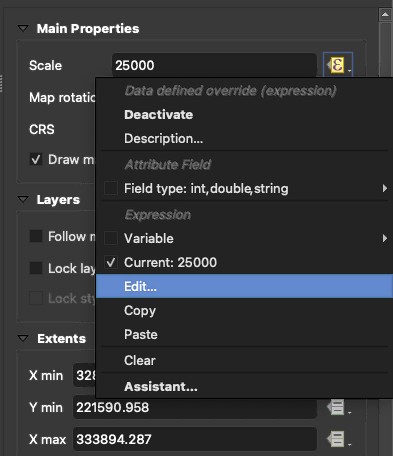 Main Properties
Scale 25000
Data defined override (expression)
Map rotatio
Deactivate
CRS
Description...
Draw m
Attribute Field
Layers
Field type: int,double,string
Expression
Follow m
Variable
Lock lay
Current: 25000
Lock sty
Edit...
Copy
Extents
Paste
X min 328
Clear
Assistant...
Y min 221590.958
X max 333894.287